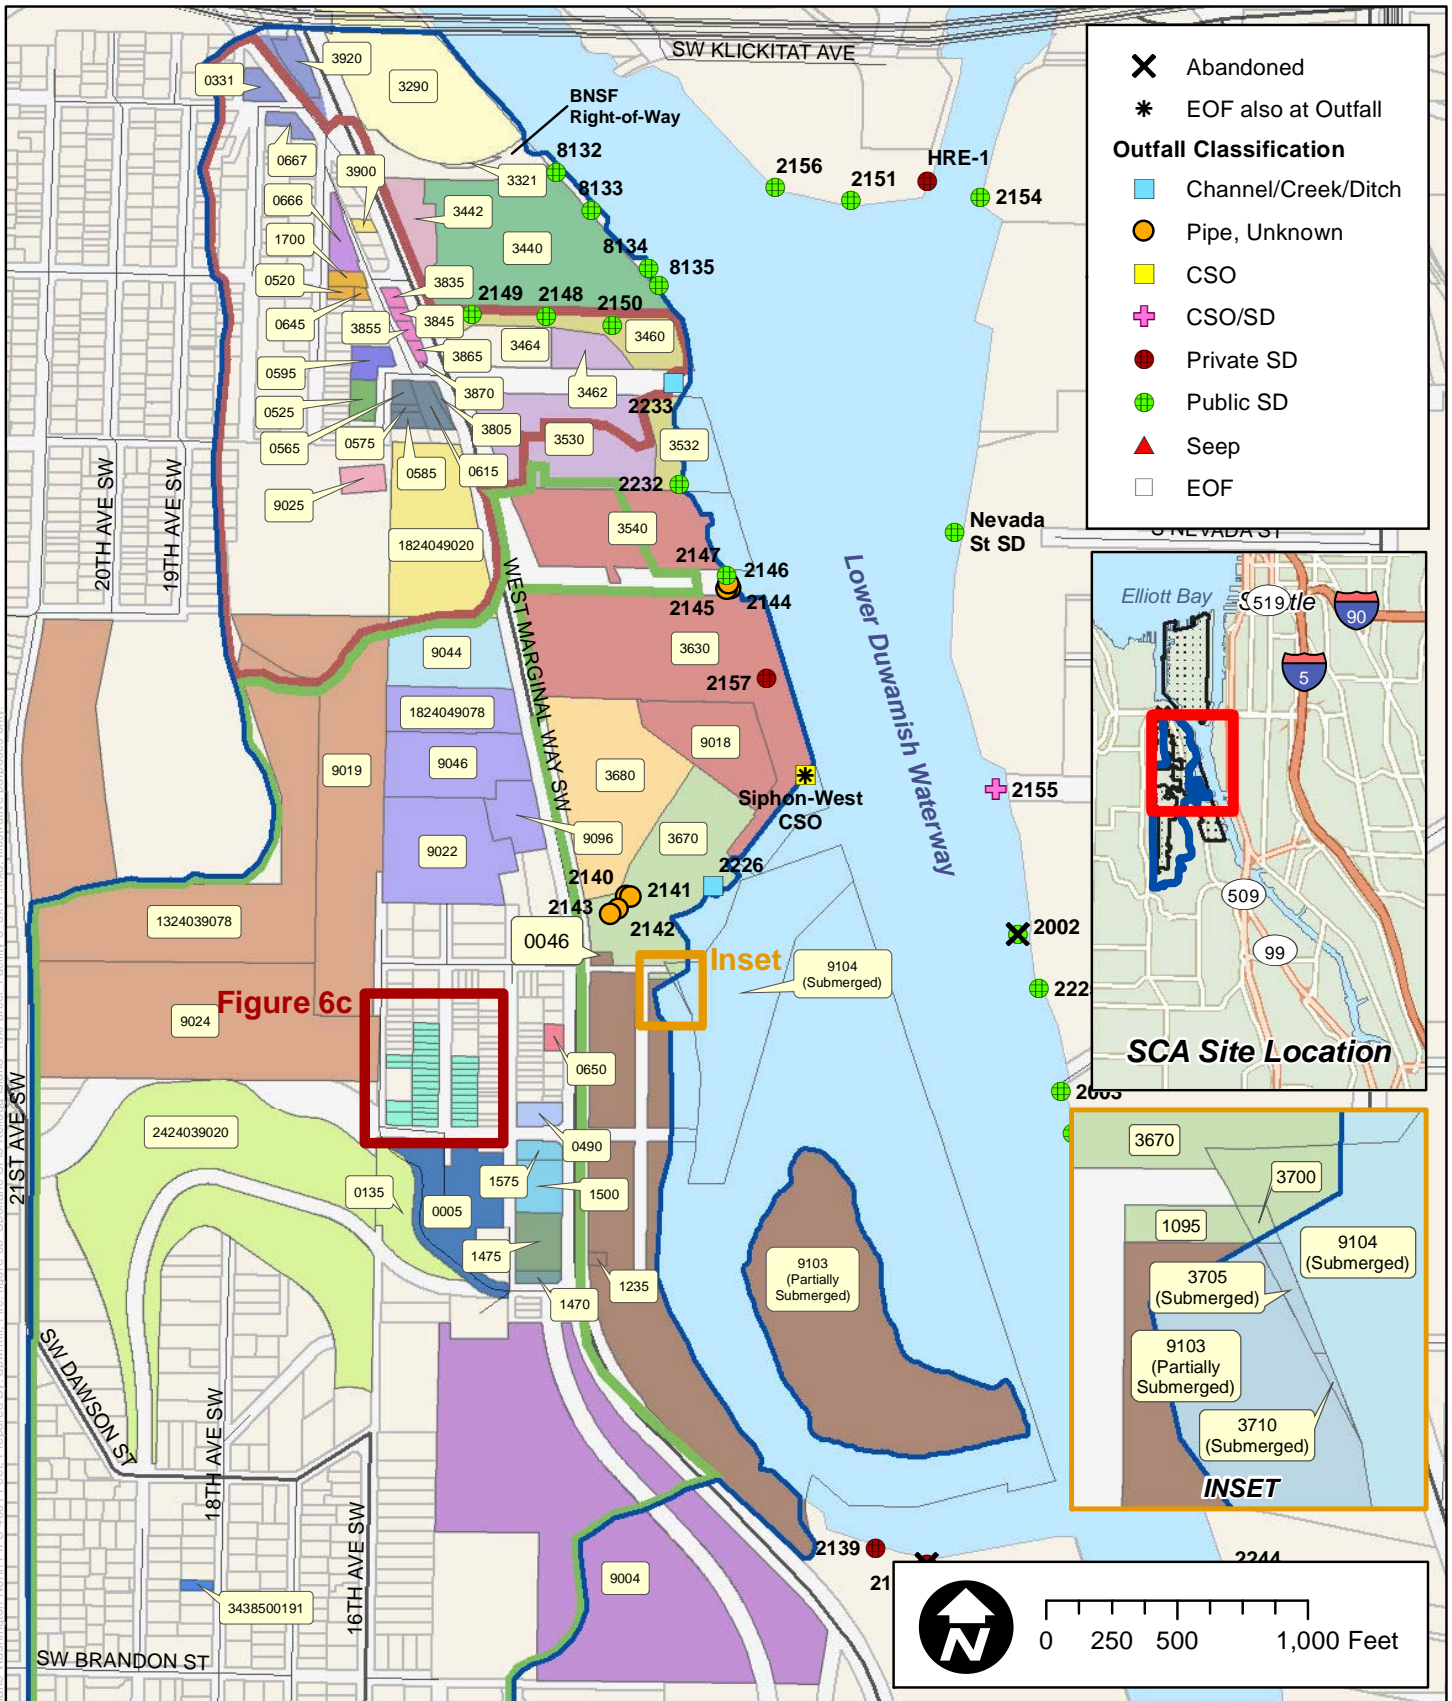 SW KLICKITAT AVE
3920
3290
0331
BNSF
Right-of-Way
8132
0667
3900
3321
8133
0666
3442
3440
1700
8134
8135
0520
3835
2149
2148
2150
0645
3855
3845
3464
3460
3865
0595
3870
3462
2233
0525
3805
0565
0575
3530
3532
0585
0615
2232
9025
3540
1824049020
20TH AVE SW
19TH AVE SW
2156
2151
HRE-1
2154
Nevada
St SD
S NEVADA ST
2147
2146
2145
2144
WEST MARGINAL WAY SW
Lower Duwamish Waterway
9044
3630
2157
1824049078
9018
9046
9019
3680
Siphon-West
CSO
2155
9096
3670
9022
2226
2140
2141
2143
2142
1324039078
0046
2002
Inset
9104
(Submerged)
Figure 6c
9024
0650
21ST AVE SW
2424039020
0490
1575
0135
0005
1500
1475
9103
(Partially
Submerged)
1235
1470
SW DAWSON ST
18TH AVE SW
16TH AVE SW
9004
2139
2244
3438500191
SW BRANDON ST
Abandoned
EOF also at Outfall
Outfall Classification
Channel/Creek/Ditch
Pipe, Unknown
CSO
CSO/SD
Private SD
Public SD
Seep
EOF
Elliott Bay
519
90
5
509
99
SCA Site Location
2003
3670
3700
1095
9104
(Submerged)
3705
(Submerged)
9103
(Partially
Submerged)
3710
(Submerged)
INSET
N
0 250 500 1,000 Feet